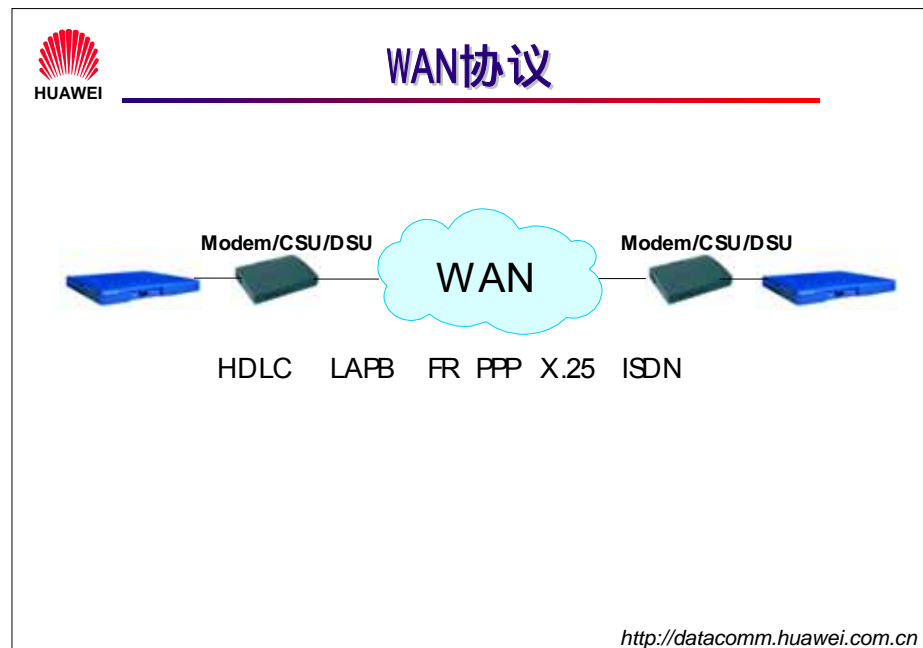 HUAWEI
WAN协议
Modem/CSU/DSU
Modem/CSU/DSU
WAN
HDLC LAPB FR PPP X.25 ISDN
http://datacomm.huawei.com.cn